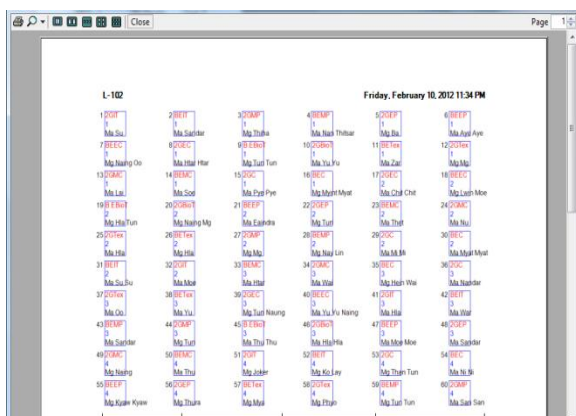 Close
Page 1
L-102 Friday, February 10, 2012 11:34 PM
1 2GIT 2 BEIT 3 2GMP 4 BEMP 5 2GEP 6 BEEP
1 1 1 1 1 1
Ma Su Ma Sandar Mg Thiha Ma Nan Thitsar Mg Ba Ma Aye Aye
7 BEEC 8 2GEC 9 B.EBioT 10 2GBioT 11 BETex 12 2GTex
1 1 1 1 1 1
Mg Naing Oo Ma Htar Htar Mg Tun Tun Ma Yu Yu Ma Zar Mg Mg
13 2GMC 14 BEMC 15 2GC 16 BEC 17 2GEC 18 BEEC
1 1 1 1 2 2
Ma Lai Ma Soe Ma Pye Pye Mg Myint Myat Ma Chit Chit Mg Lwin Moe
19 B.EBioT 20 2GBioT 21 BEEP 22 2GEP 23 BEMC 24 2GMC
2 2 2 2 2 2
Mg Hla Tun Mg Naing Mg Ma Eaindra Mg Tun Ma Thet Ma Nu
25 2GTex 26 BETex 27 2GMP 28 BEMP 29 2GC 30 BEC
2 2 2 2 2 2
Ma Hla Mg Hla Mg Mg Mg Nay Lin Ma Mi Mi Ma Myat Myat
31 BEIT 32 2GIT 33 BEMC 34 2GMC 35 BEC 36 2GC
2 2 3 3 3 3
Ma Su Su Ma Moe Ma Htar Ma Wai Mg Hein Wai Ma Nandar
37 2GTex 38 BETex 39 2GEC 40 BEEC 41 2GIT 42 BEIT
3 3 3 3 3 3
Ma Oo Ma Yu Mg Tun Naung Mg Yu Yu Naing Ma Hla Ma War
43 BEMP 44 2GMP 45 B.EBioT 46 2GBioT 47 BEEP 48 2GEP
3 3 3 3 3 3
Ma Sandar Mg Tun Ma Thu Thu Ma Hla Hla Ma Moe Moe Ma Sandar
49 2GMC 50 BEMC 51 2GIT 52 BEIT 53 2GC 54 BEC
4 4 4 4 4 4
Mg Naing Ma Thu Mg Joker Mg Ko Lay Mg Than Tun Ma Ni Ni
55 BEEP 56 2GEP 57 BETex 58 2GTex 59 BEMP 60 2GMP
4 4 4 4 4 4
Mg Kyaw Kyaw Mg Thura Mg Mya Mg Phyo Mg Tun Tun Ma San San